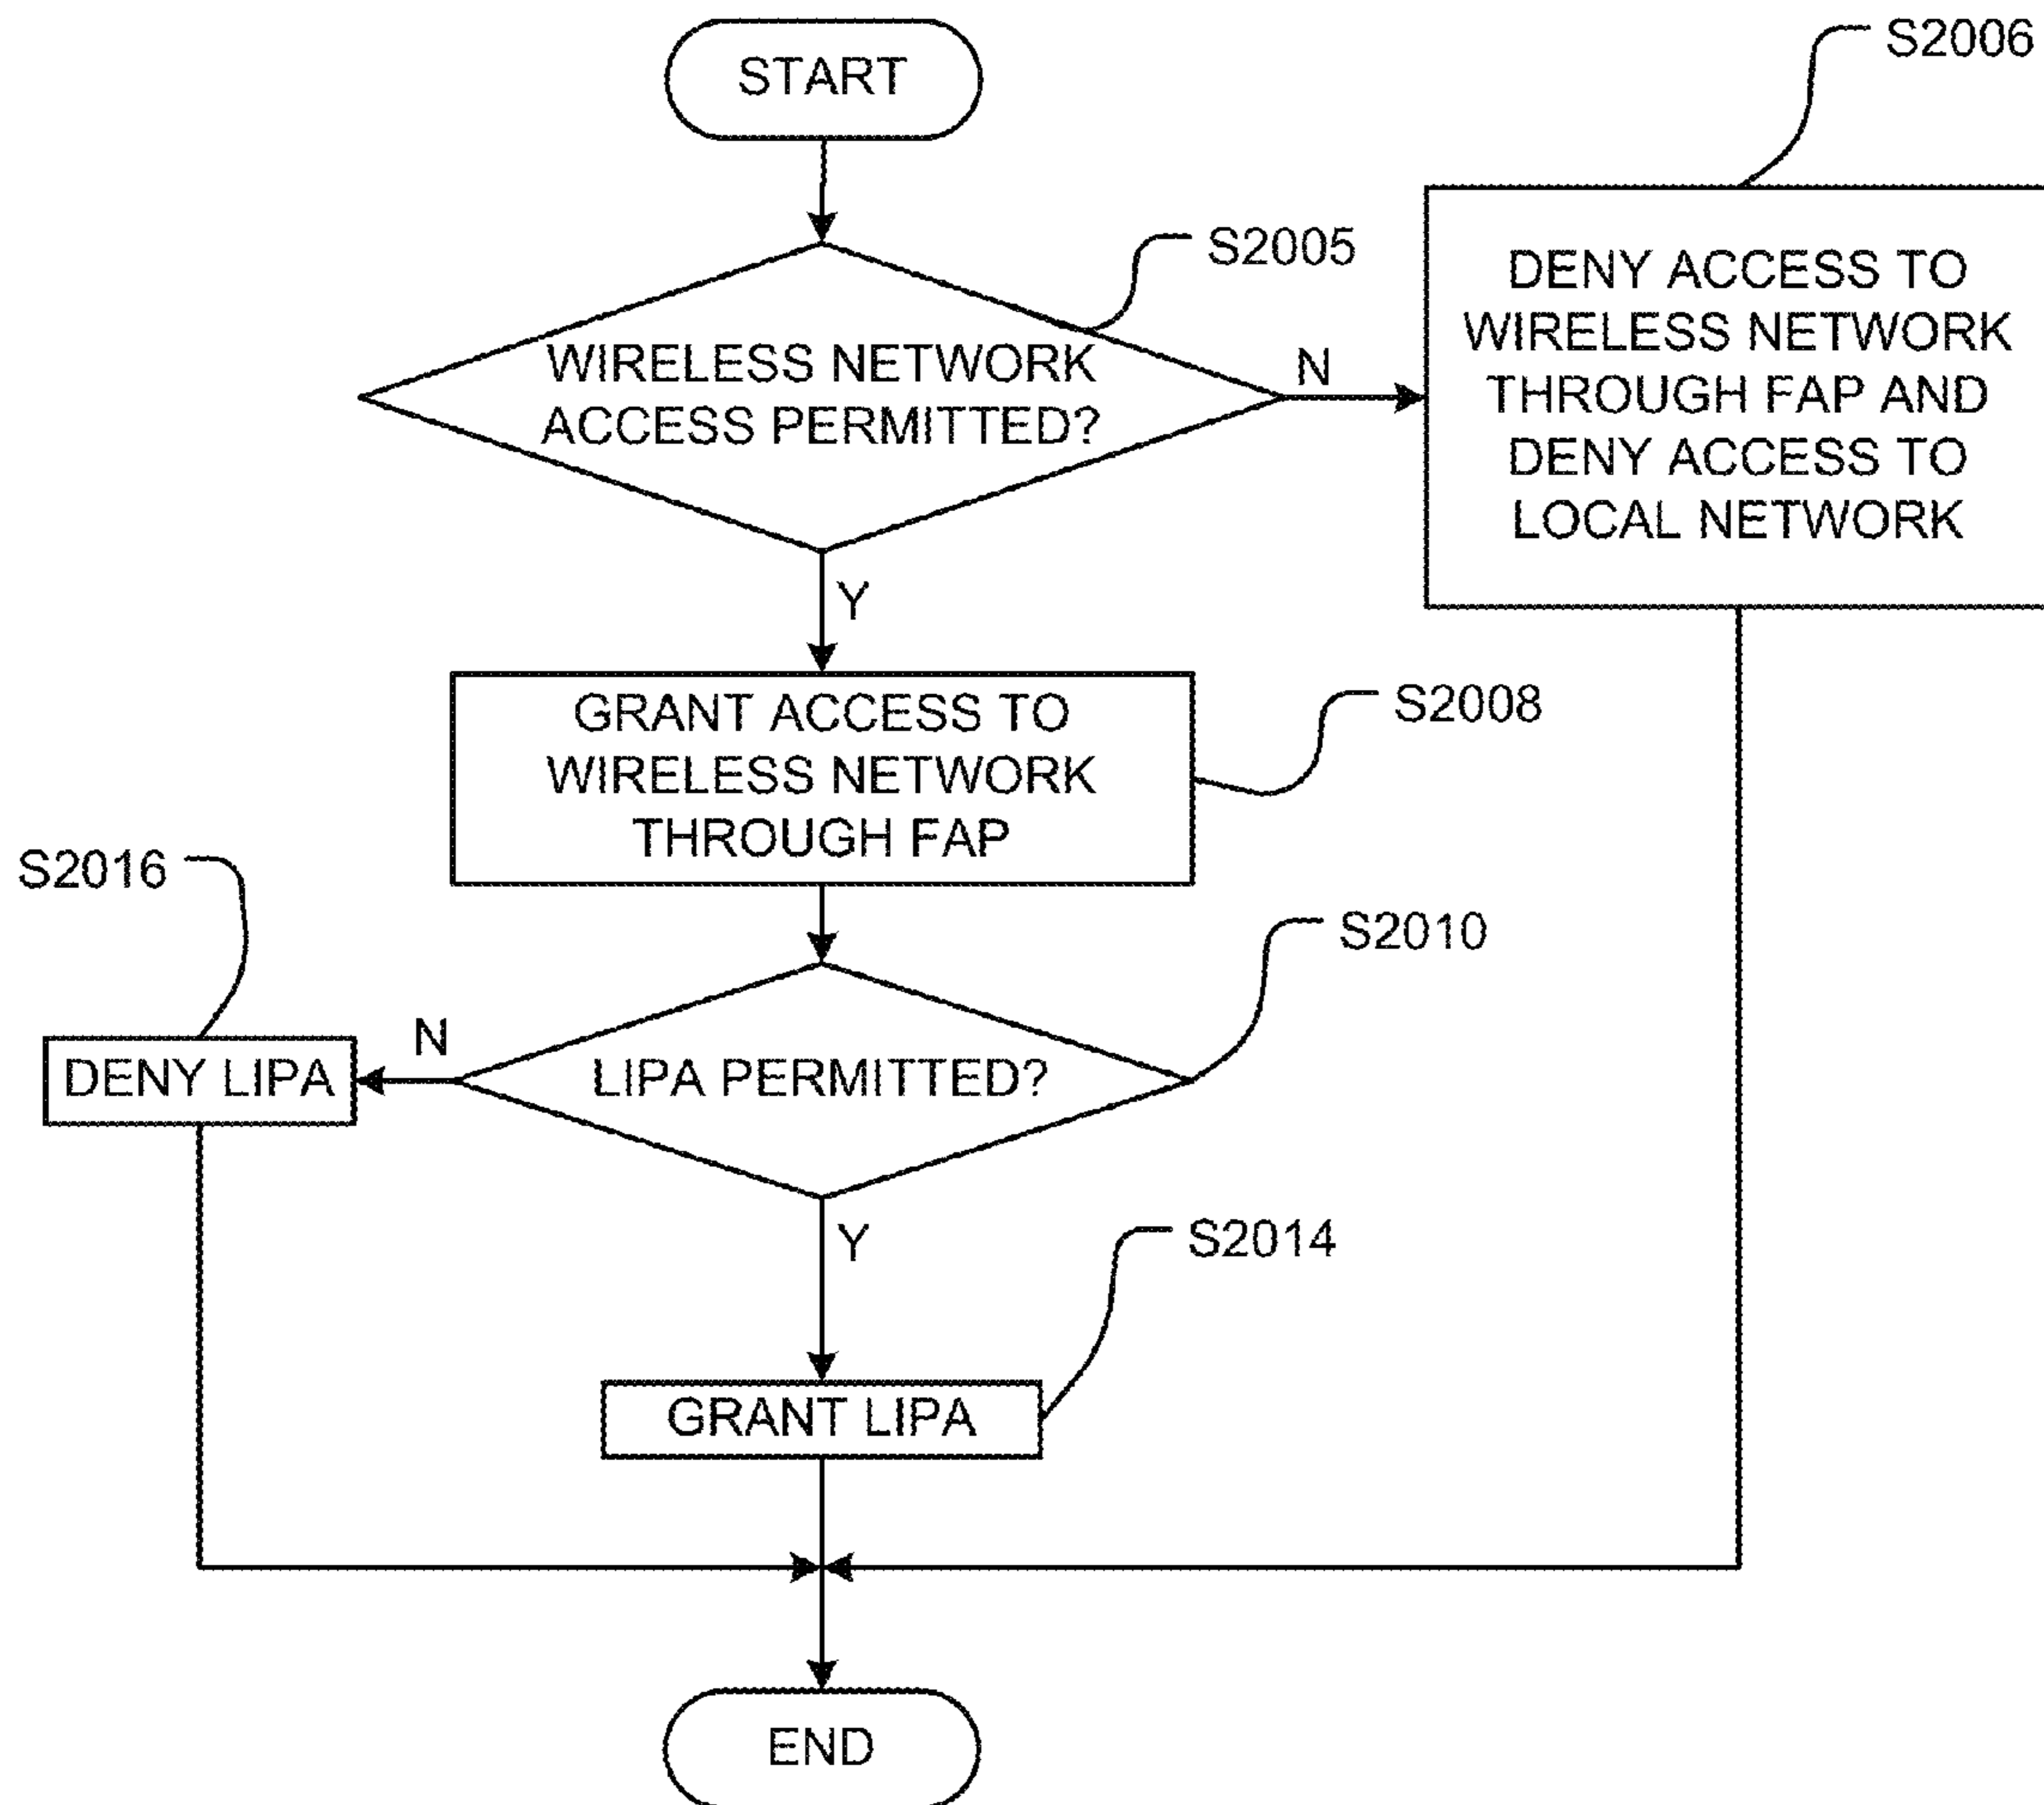 START
S2006
S2005
WIRELESS NETWORK
ACCESS PERMITTED?
N
DENY ACCESS TO
WIRELESS NETWORK
THROUGH FAP AND
DENY ACCESS TO
LOCAL NETWORK
Y
GRANT ACCESS TO
WIRELESS NETWORK
THROUGH FAP
S2008
S2016
S2010
N
DENY LIPA
LIPA PERMITTED?
Y
S2014
GRANT LIPA
END